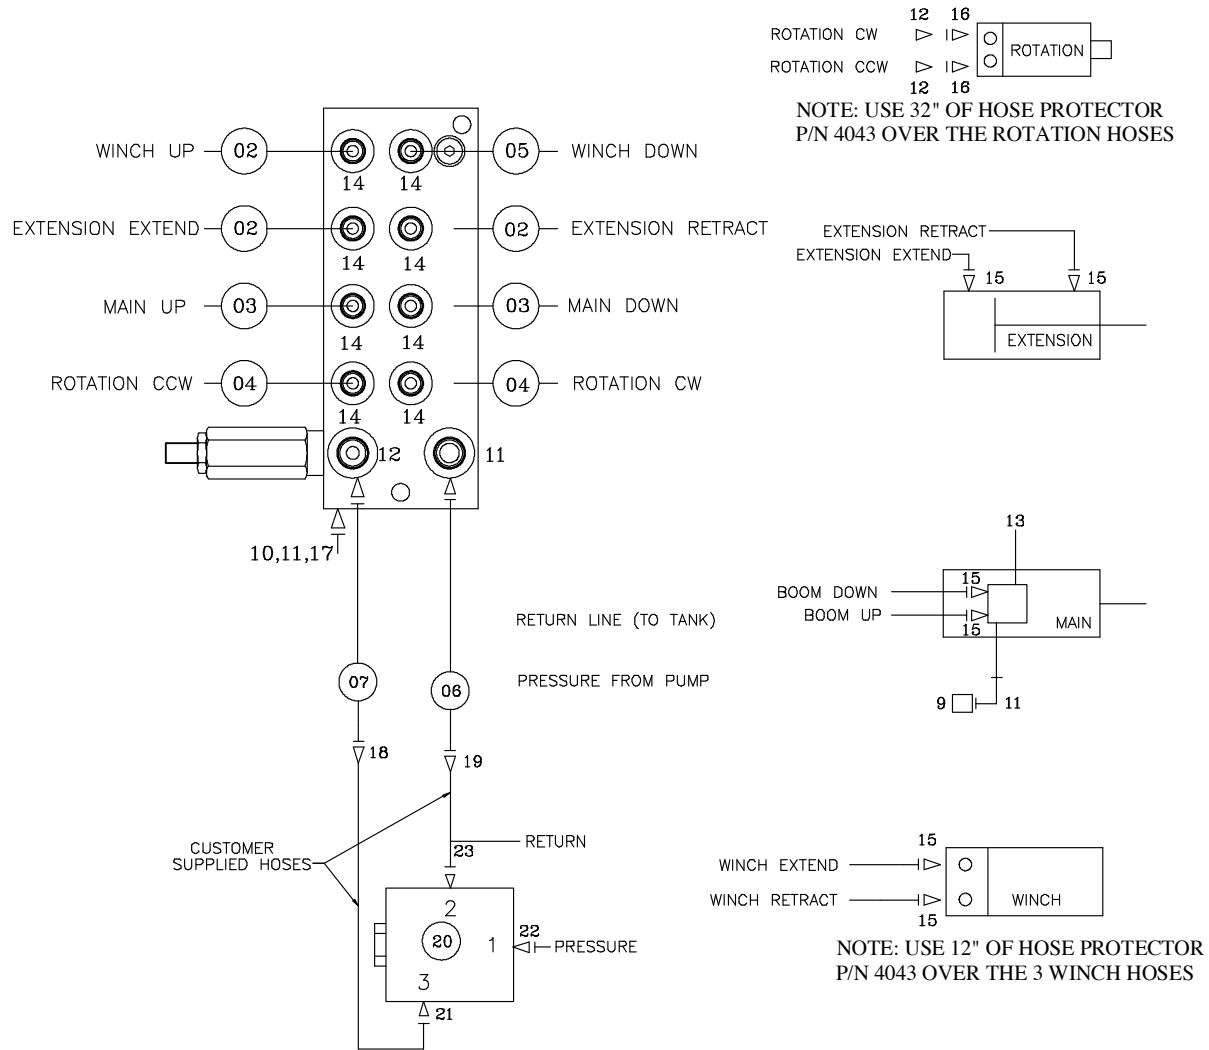 12 16
ROTATION CW
ROTATION
ROTATION CCW
12 16
NOTE: USE 32" OF HOSE PROTECTOR
P/N 4043 OVER THE ROTATION HOSES
WINCH UP 02 05 WINCH DOWN
14 14
EXTENSION EXTEND 02 02 EXTENSION RETRACT
14 14
MAIN UP 03 03 MAIN DOWN
14 14
ROTATION CCW 04 04 ROTATION CW
14 14
12 11
10,11,17
EXTENSION RETRACT
EXTENSION EXTEND
15 15
EXTENSION
13
15
BOOM DOWN
BOOM UP
15
MAIN
9 11
RETURN LINE (TO TANK)
PRESSURE FROM PUMP
07 06
18 19
CUSTOMER
SUPPLIED HOSES
RETURN
23
2
20
1
22
PRESSURE
3
21
15
WINCH EXTEND
WINCH RETRACT
WINCH
15
NOTE: USE 12" OF HOSE PROTECTOR
P/N 4043 OVER THE 3 WINCH HOSES